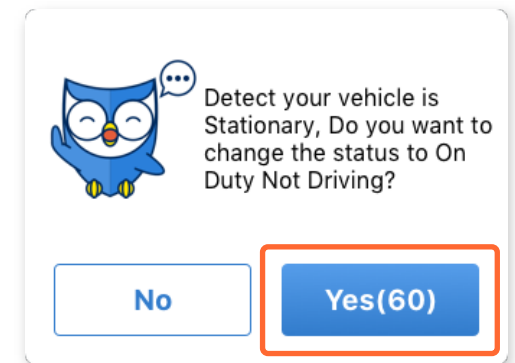 Detect your vehicle is
Stationary, Do you want to
change the status to On
Duty Not Driving?
No
Yes(60)